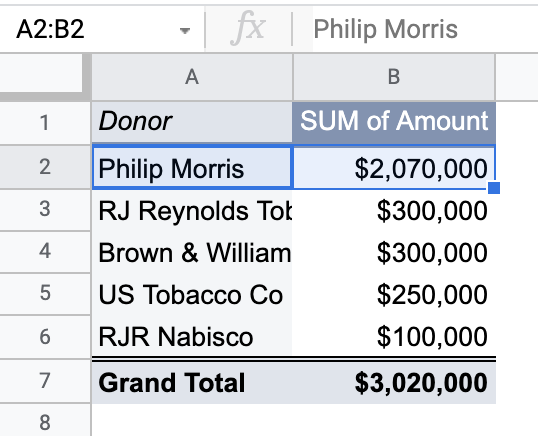 A2:B2 fx Philip Morris
A B
1 Donor SUM of Amount
2 Philip Morris $2,070,000
3 RJ Reynolds Tob $300,000
4 Brown & William $300,000
5 US Tobacco Co $250,000
6 RJR Nabisco $100,000
7 Grand Total $3,020,000
8